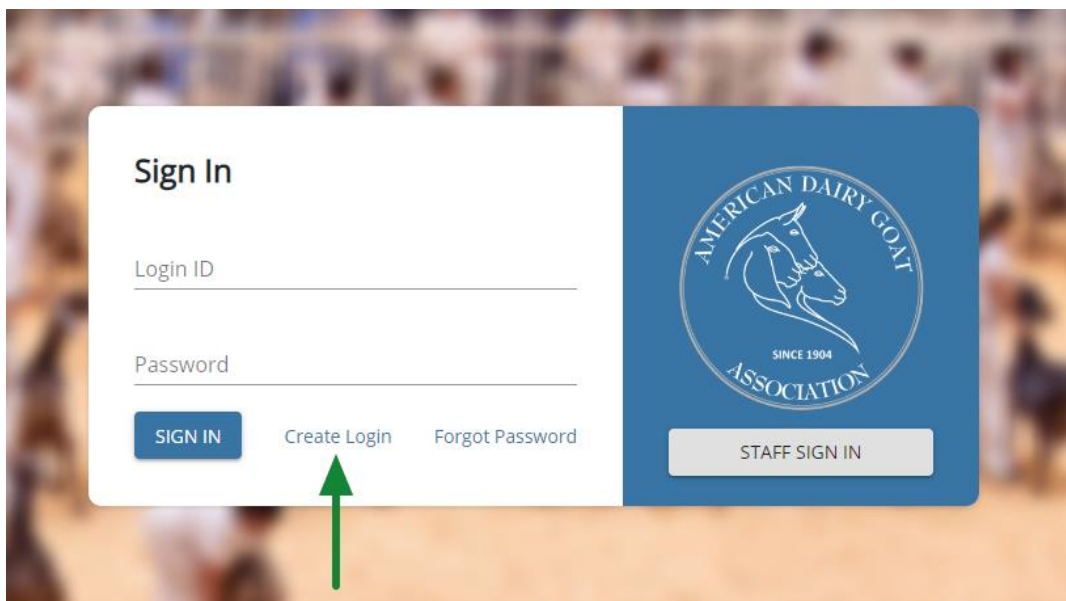 Sign In
Login ID
Password
SIGN IN
Create Login
Forgot Password
AMERICAN DAIRY GOAT
SINCE 1904
ASSOCIATION
STAFF SIGN IN